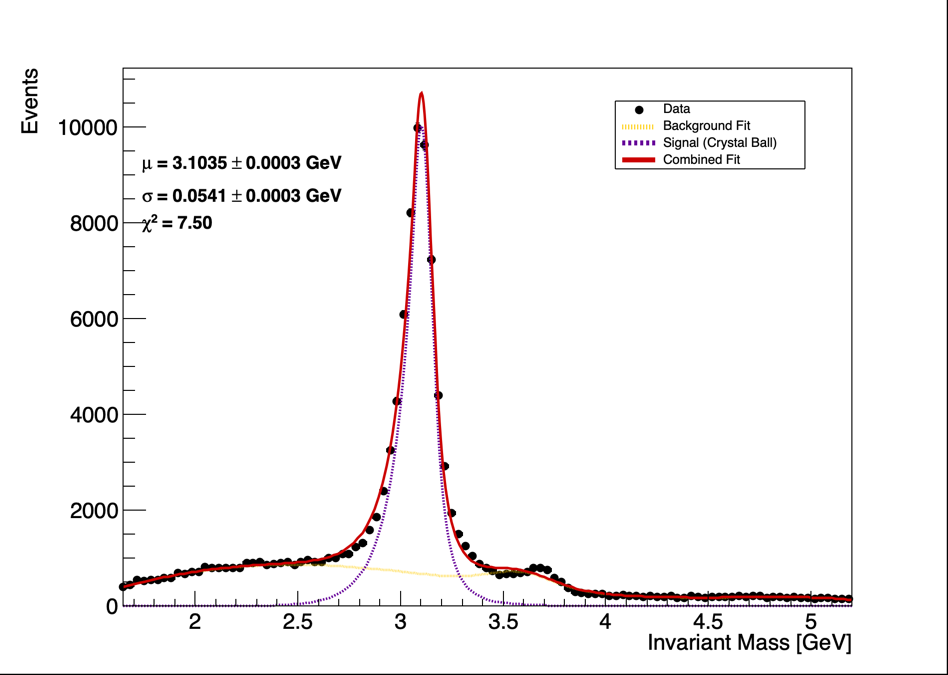 Events
10000
8000
6000
4000
2000
0
μ = 3.1035 ± 0.0003 GeV
σ = 0.0541 ± 0.0003 GeV
χ² = 7.50
Data
Background Fit
Signal (Crystal Ball)
Combined Fit
2 2.5 3 3.5 4 4.5 5
Invariant Mass [GeV]